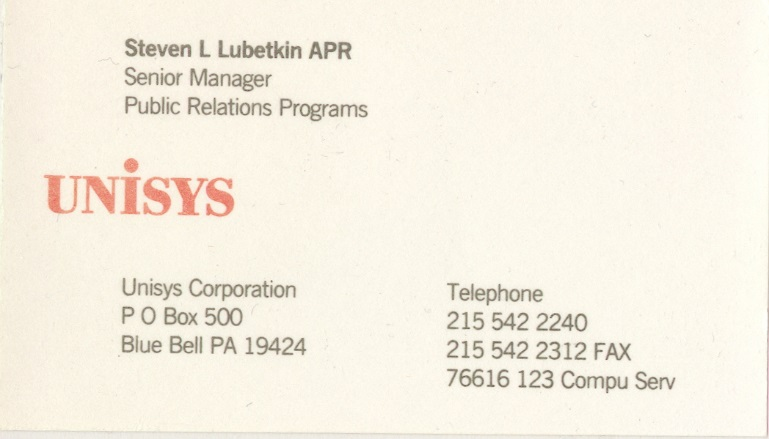 Steven L Lubetkin APR
Senior Manager
Public Relations Programs
UNiSYS
Unisys Corporation
P O Box 500
Blue Bell PA 19424
Telephone
215 542 2240
215 542 2312 FAX
76616 123 Compu Serv